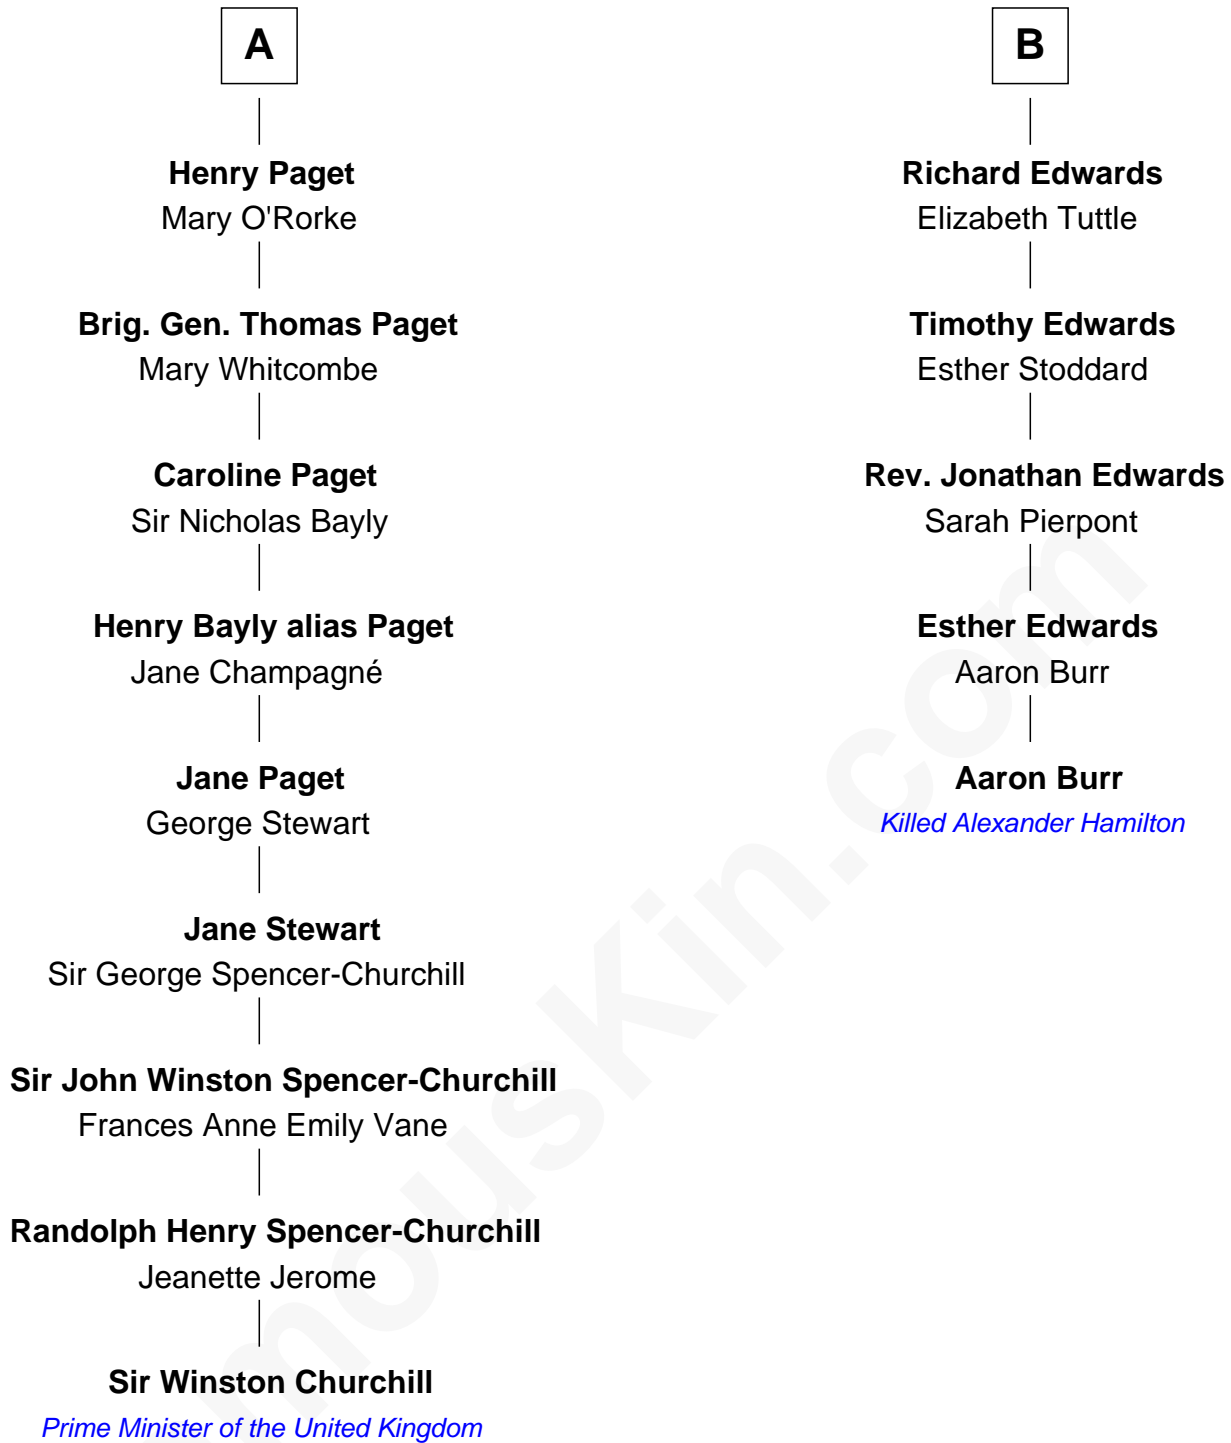 A
Henry Paget
Mary O'Rorke
Brig. Gen. Thomas Paget
Mary Whitcombe
Caroline Paget
Sir Nicholas Bayly
Henry Bayly alias Paget
Jane Champagné
Jane Paget
George Stewart
Jane Stewart
Sir George Spencer-Churchill
Sir John Winston Spencer-Churchill
Frances Anne Emily Vane
Randolph Henry Spencer-Churchill
Jeanette Jerome
Sir Winston Churchill
Prime Minister of the United Kingdom
B
Richard Edwards
Elizabeth Tuttle
Timothy Edwards
Esther Stoddard
Rev. Jonathan Edwards
Sarah Pierpont
Esther Edwards
Aaron Burr
Aaron Burr
Killed Alexander Hamilton
mousKin.com